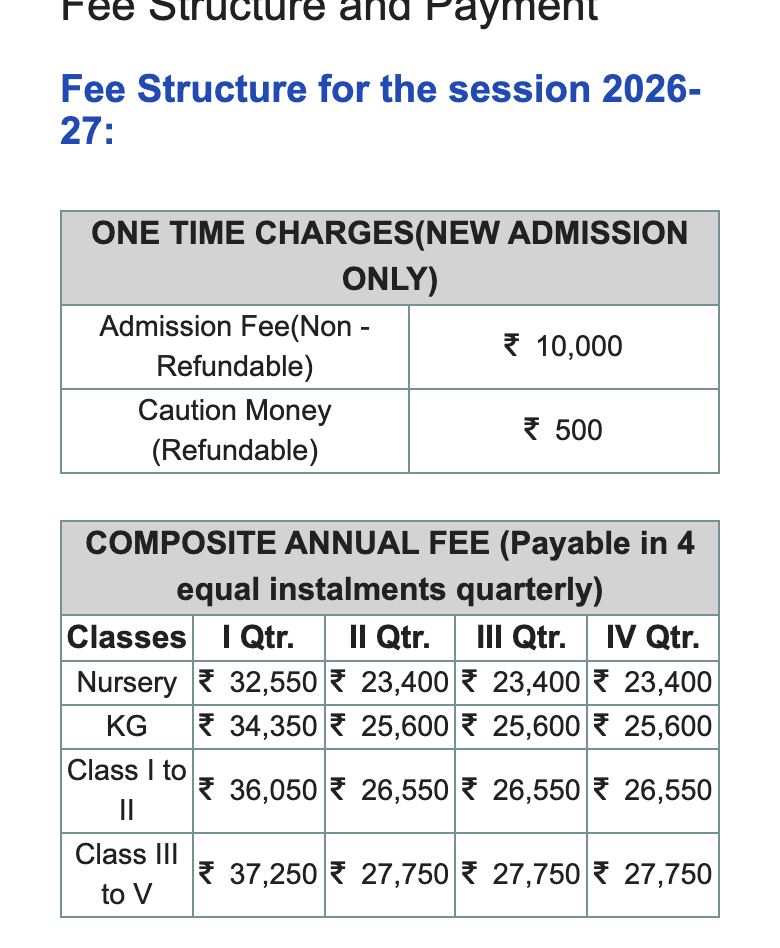 Fee Structure and Payment
Fee Structure for the session 2026-
27:
ONE TIME CHARGES(NEW ADMISSION
ONLY)
Admission Fee(Non -
Refundable)
₹ 10,000
Caution Money
(Refundable)
₹ 500
COMPOSITE ANNUAL FEE (Payable in 4
equal instalments quarterly)
Classes I Qtr. II Qtr. III Qtr. IV Qtr.
Nursery ₹ 32,550 ₹ 23,400 ₹ 23,400 ₹ 23,400
KG ₹ 34,350 ₹ 25,600 ₹ 25,600 ₹ 25,600
Class I to
II
₹ 36,050 ₹ 26,550 ₹ 26,550 ₹ 26,550
Class III
to V
₹ 37,250 ₹ 27,750 ₹ 27,750 ₹ 27,750